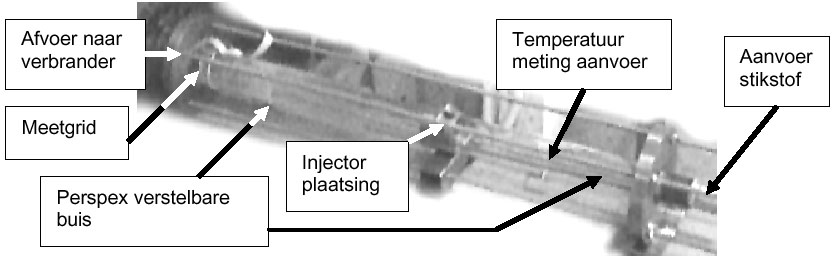 Afvoer naar
verbrander
Meetgrid
Perspex verstelbare
buis
Injector
plaatsing
Temperatuur
meting aanvoer
Aanvoer
stikstof